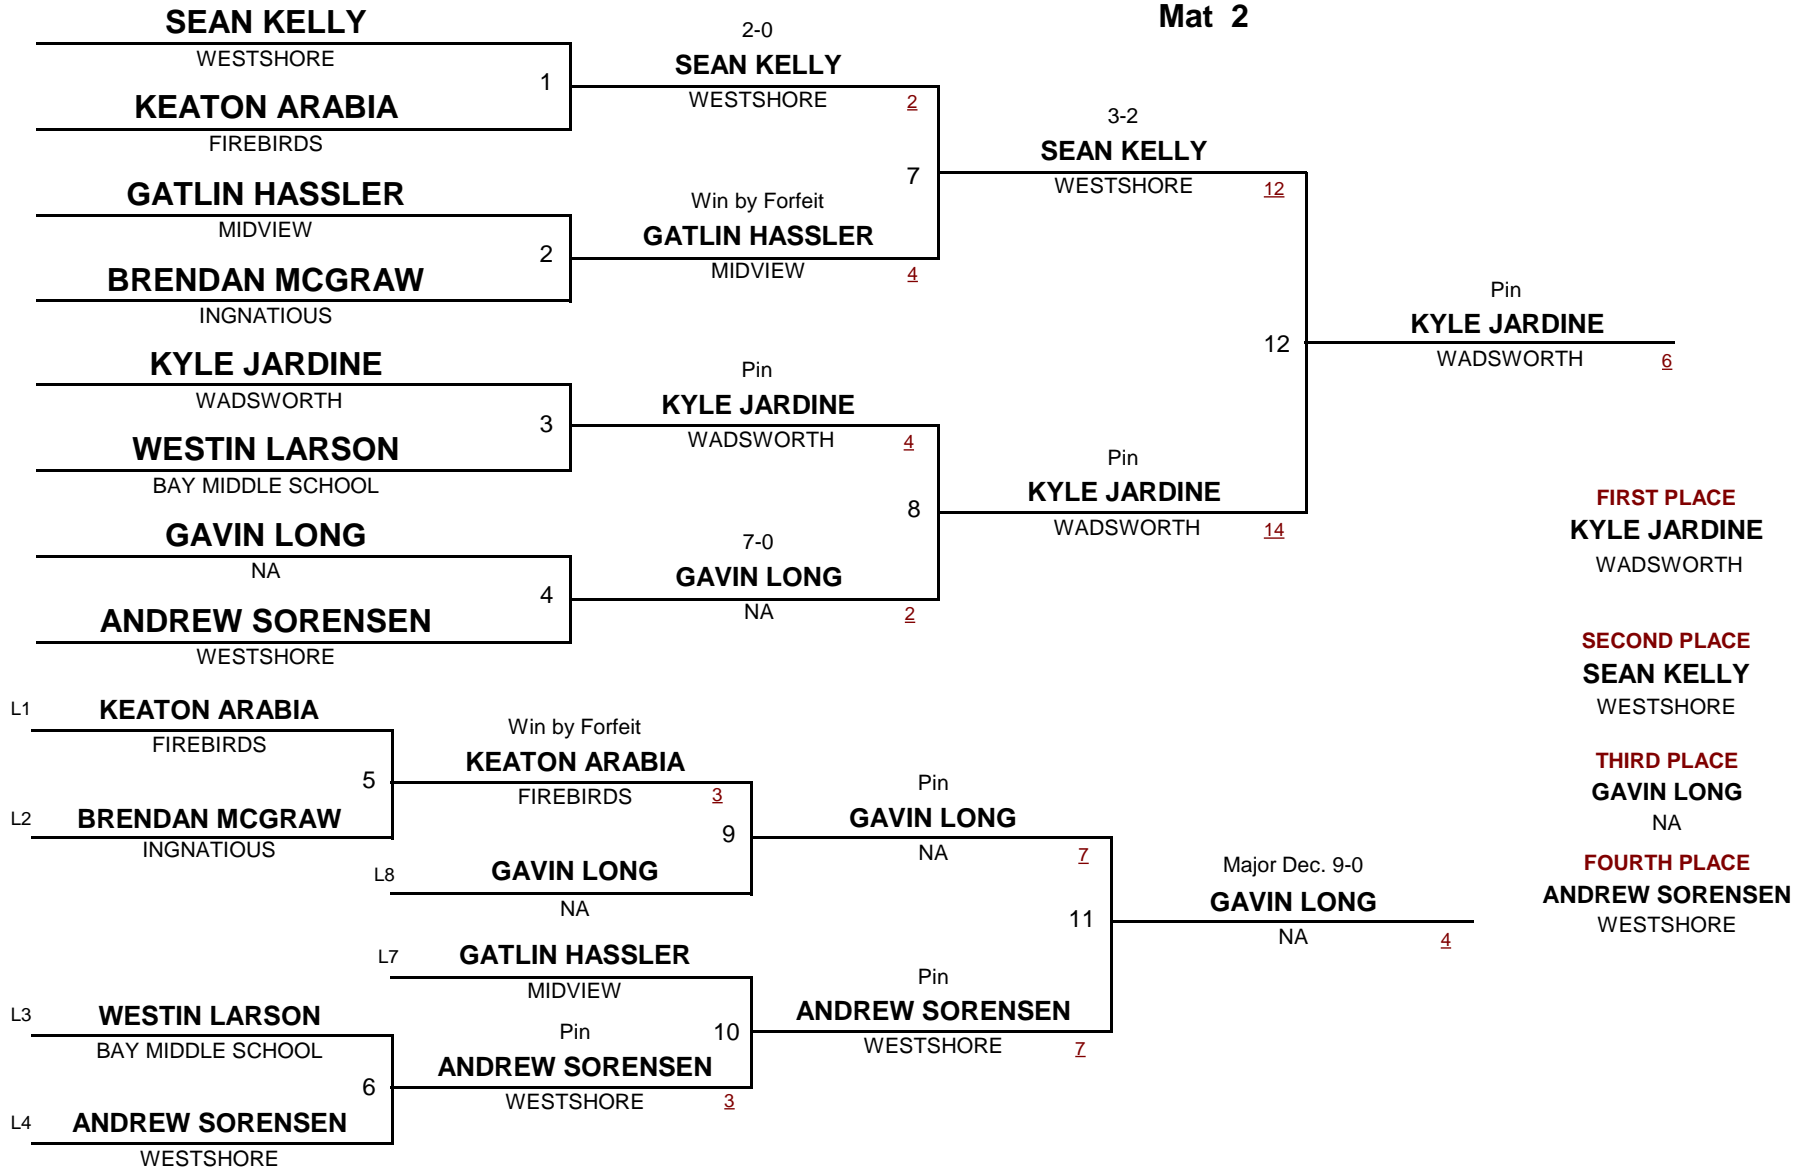 Mat 2
SEAN KELLY
WESTSHORE
1
KEATON ARABIA
FIREBIRDS
GATLIN HASSLER
MIDVIEW
2
BRENDAN MCGRAW
INGNATIOUS
KYLE JARDINE
WADSWORTH
3
WESTIN LARSON
BAY MIDDLE SCHOOL
GAVIN LONG
NA
4
ANDREW SORENSEN
WESTSHORE
2-0
SEAN KELLY
WESTSHORE 2
7
Win by Forfeit
GATLIN HASSLER
MIDVIEW 4
Pin
KYLE JARDINE
WADSWORTH 4
8
7-0
GAVIN LONG
NA 2
3-2
SEAN KELLY
WESTSHORE 12
12
Pin
KYLE JARDINE
WADSWORTH 14
Pin
KYLE JARDINE
WADSWORTH 6
L1 KEATON ARABIA
FIREBIRDS
5
L2 BRENDAN MCGRAW
INGNATIOUS
Win by Forfeit
KEATON ARABIA
FIREBIRDS 3
9
L8 GAVIN LONG
NA
L7 GATLIN HASSLER
MIDVIEW
10
L3 WESTIN LARSON
BAY MIDDLE SCHOOL
6
L4 ANDREW SORENSEN
WESTSHORE
Pin
ANDREW SORENSEN
WESTSHORE 3
Pin
GAVIN LONG
NA 7
11
Pin
ANDREW SORENSEN
WESTSHORE 7
Major Dec. 9-0
GAVIN LONG
NA 4
FIRST PLACE
KYLE JARDINE
WADSWORTH
SECOND PLACE
SEAN KELLY
WESTSHORE
THIRD PLACE
GAVIN LONG
NA
FOURTH PLACE
ANDREW SORENSEN
WESTSHORE